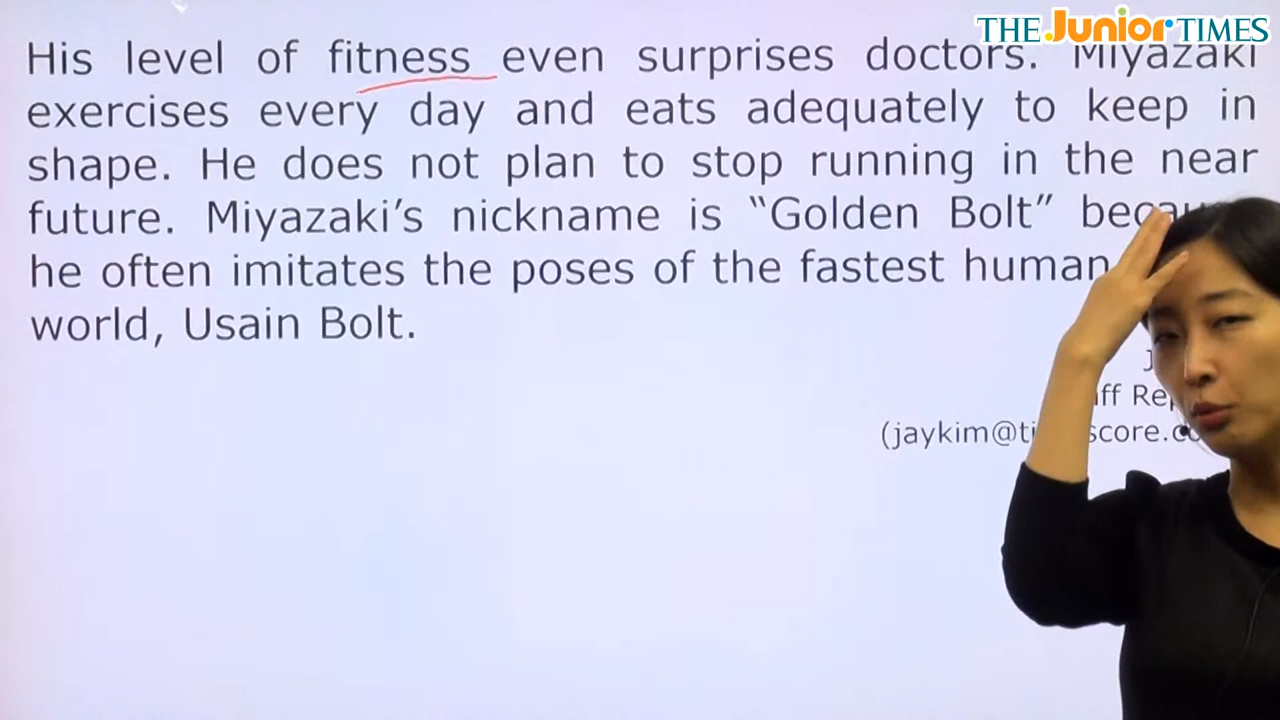 THE Junior TIMES
His level of fitness even surprises doctors. Miyazaki
exercises every day and eats adequately to keep in
shape. He does not plan to stop running in the near
future. Miyazaki’s nickname is “Golden Bolt”
he often imitates the poses of the fastest human
world, Usain Bolt.